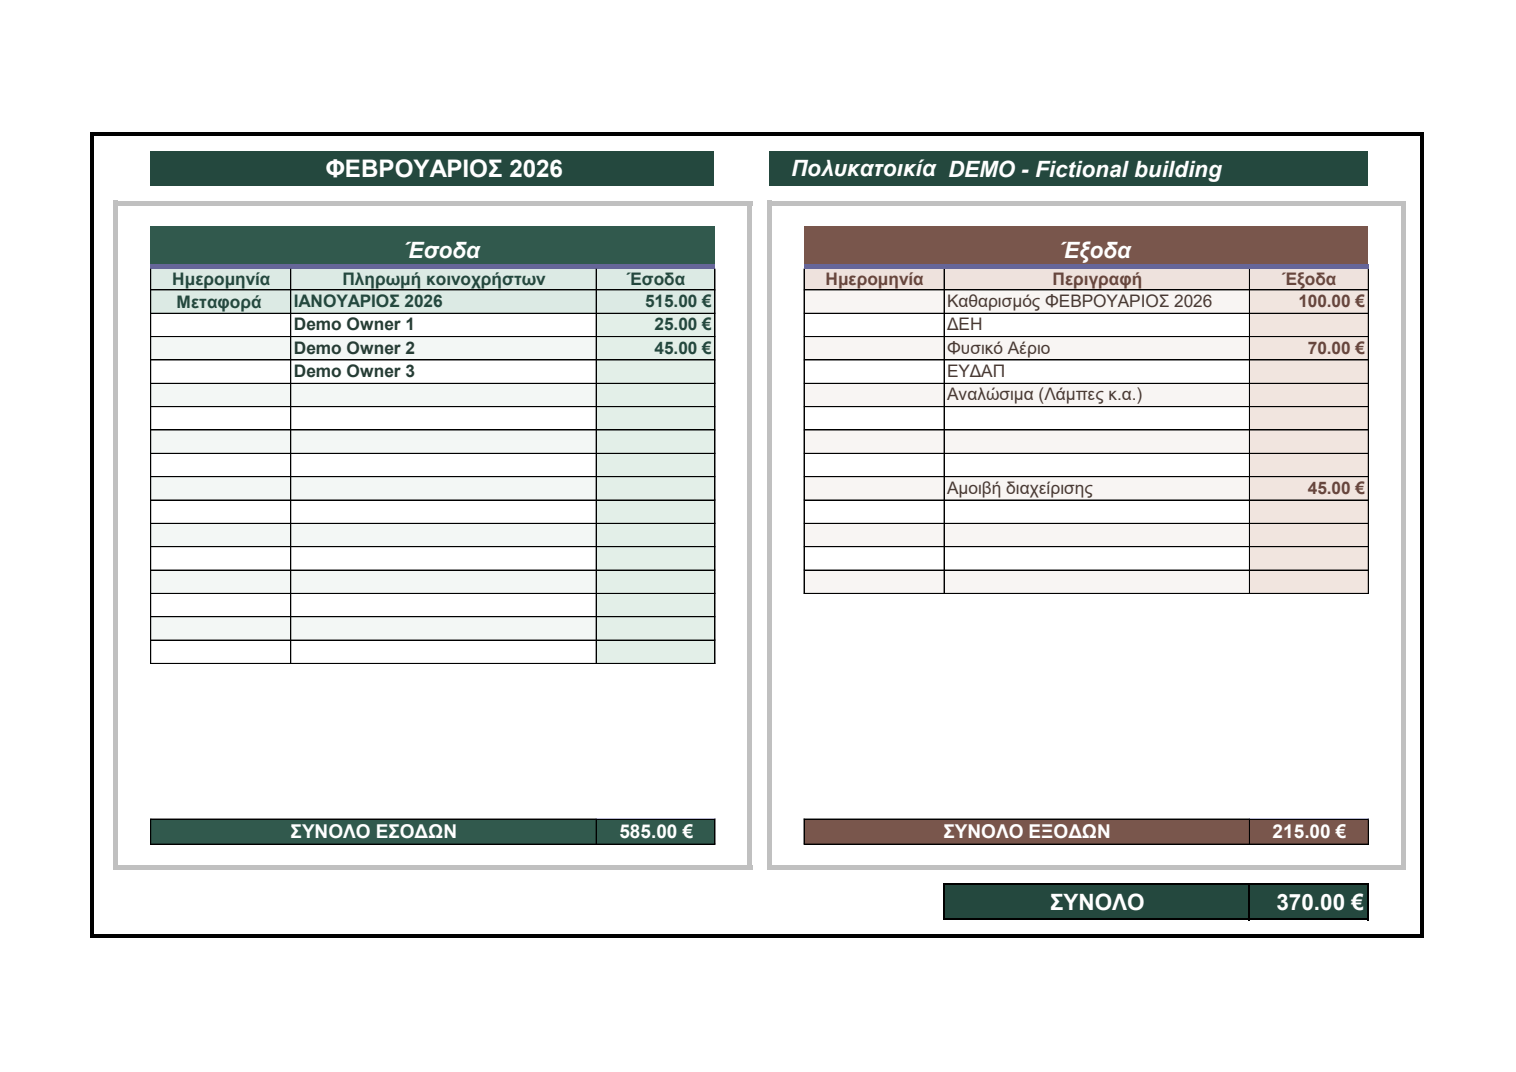 ΦΕΒΡΟΥΑΡΙΟΣ 2026
Πολυκατοικία DEMO - Fictional building
Έσοδα
Ημερομηνία Πληρωμή κοινοχρήστων Έσοδα
Μεταφορά ΙΑΝΟΥΑΡΙΟΣ 2026 515.00 €
Demo Owner 1 25.00 €
Demo Owner 2 45.00 €
Demo Owner 3
ΣΥΝΟΛΟ ΕΣΟΔΩΝ 585.00 €
Έξοδα
Ημερομηνία Περιγραφή Έξοδα
Καθαρισμός ΦΕΒΡΟΥΑΡΙΟΣ 2026 100.00 €
ΔΕΗ
Φυσικό Αέριο 70.00 €
ΕΥΔΑΠ
Αναλώσιμα (Λάμπες κ.α.)
Αμοιβή διαχείρισης 45.00 €
ΣΥΝΟΛΟ ΕΞΟΔΩΝ 215.00 €
ΣΥΝΟΛΟ 370.00 €